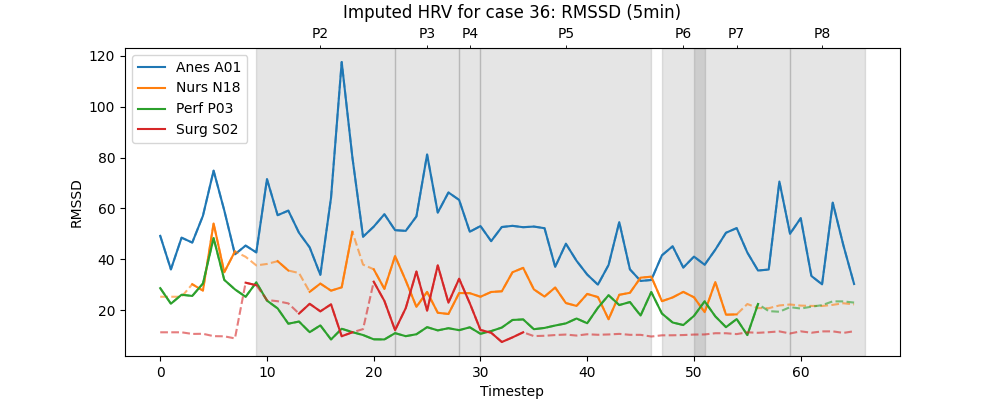 Imputed HRV for case 36: RMSSD (5min)
P2 P3 P4 P5 P6 P7 P8
Anes A01
Nurs N18
Perf P03
Surg S02
120
100
80
60
40
20
RMSSD
0 10 20 30 40 50 60
Timestep